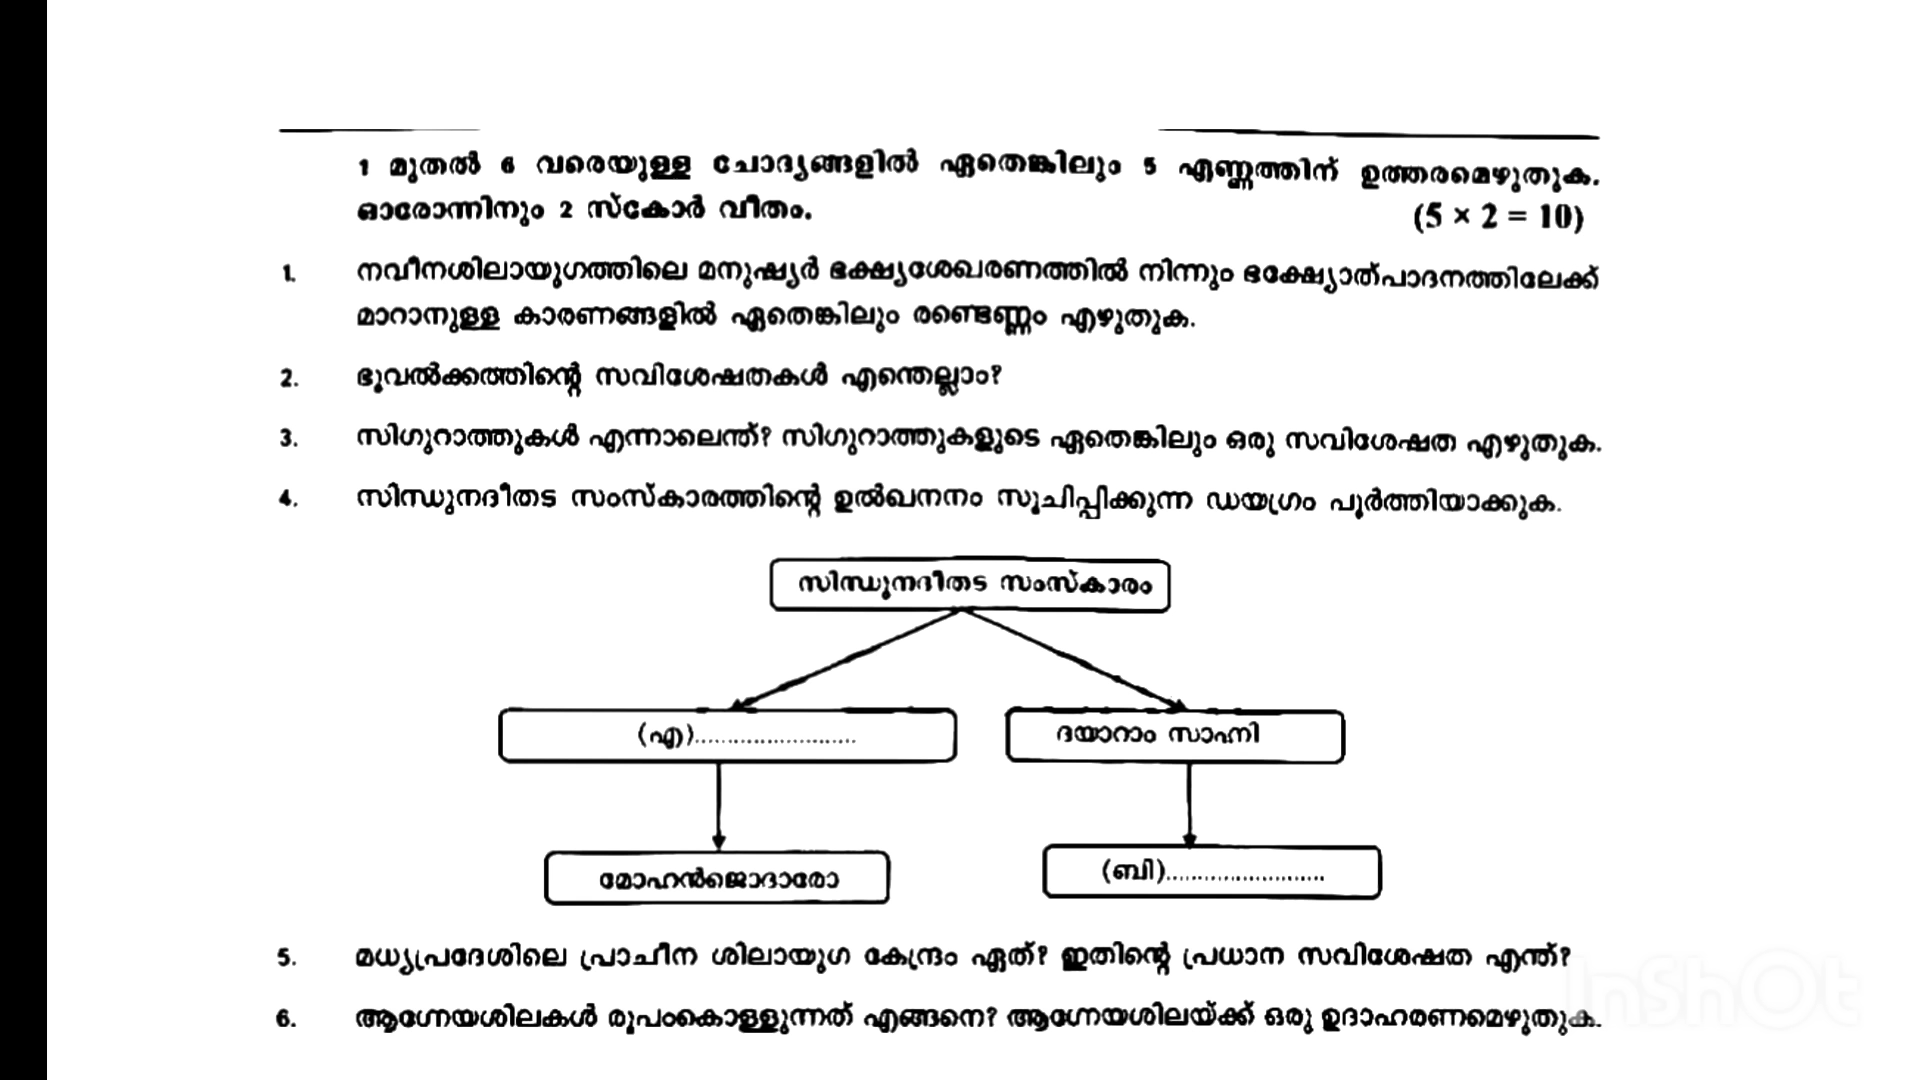 1 മുതൽ 6 വരെയുള്ള ചോദ്യങ്ങളിൽ ഏതെങ്കിലും 5 എണ്ണത്തിന് ഉത്തരമെഴുതുക.
ഓരോന്നിനും 2 സ്കോർ വീതം. (5 × 2 = 10)
1. നവീനശിലായുഗത്തിലെ മനുഷ്യർ ഭക്ഷ്യശേഖരണത്തിൽ നിന്നും ഭക്ഷ്യോത്പാദനത്തിലേക്ക്
മാറാനുള്ള കാരണങ്ങളിൽ ഏതെങ്കിലും രണ്ടെണ്ണം എഴുതുക.
2. ഭൂവൽക്കത്തിന്റെ സവിശേഷതകൾ എന്തെല്ലാം?
3. സിഗുറാത്തുകൾ എന്നാലെന്ത്? സിഗുറാത്തുകളുടെ ഏതെങ്കിലും ഒരു സവിശേഷത എഴുതുക.
4. സിന്ധുനദീതട സംസ്കാരത്തിന്റെ ഉൽഖനനം സൂചിപ്പിക്കുന്ന ഡയഗ്രം പൂർത്തിയാക്കുക.
സിന്ധുനദീതട സംസ്കാരം
(എ)........................ ദയാറാം സാഹ്നി
മോഹൻജൊദാരോ (ബി)........................
5. മധ്യപ്രദേശിലെ പ്രാചീന ശിലായുഗ കേന്ദ്രം ഏത്? ഇതിന്റെ പ്രധാന സവിശേഷത എന്ത്?
6. ആഗ്നേയശിലകൾ രൂപംകൊള്ളുന്നത് എങ്ങനെ? ആഗ്നേയശിലയ്ക്ക് ഒരു ഉദാഹരണമെഴുതുക.
InShOt